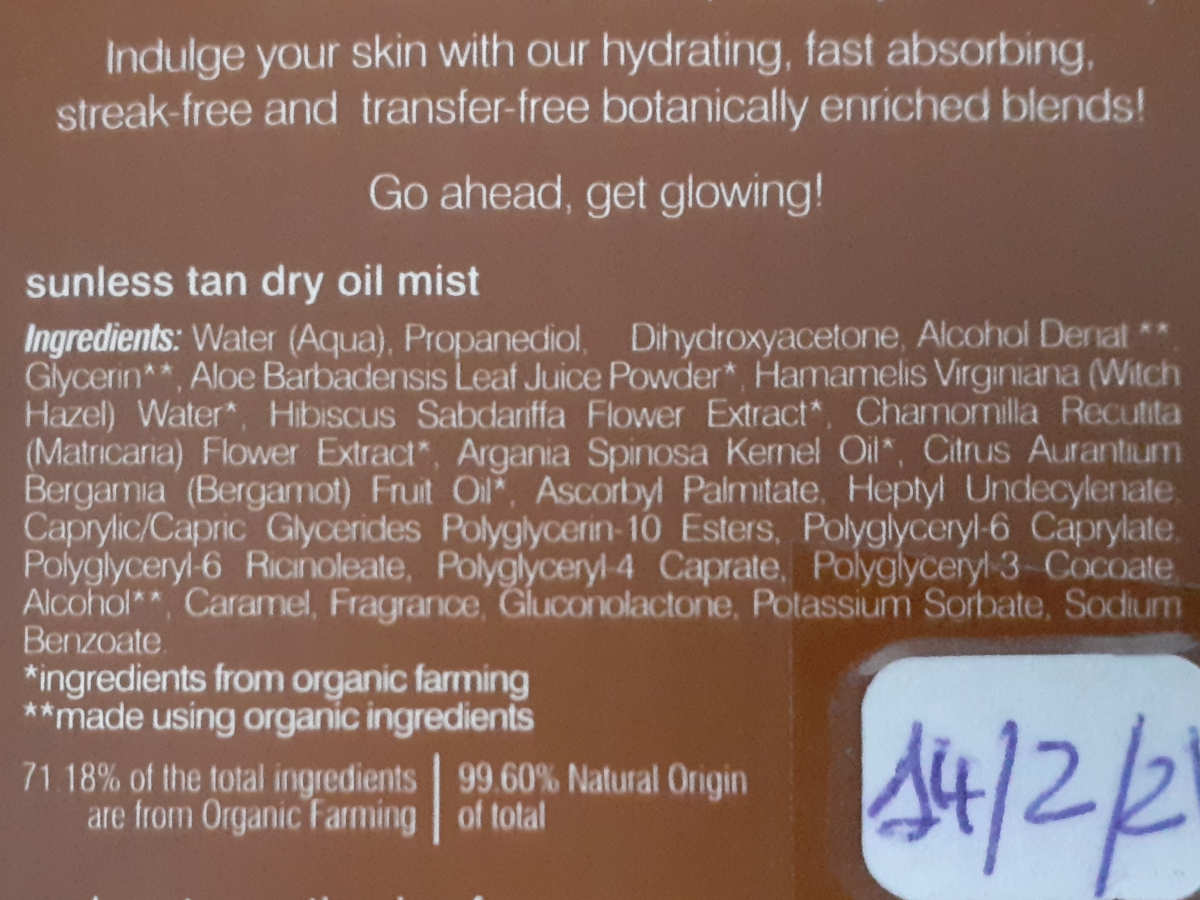 Indulge your skin with our hydrating, fast absorbing,
streak-free and transfer-free botanically enriched blends!
Go ahead, get glowing!
sunless tan dry oil mist
Ingredients: Water (Aqua), Propanediol, Dihydroxyacetone, Alcohol Denat**,
Glycerin**, Aloe Barbadensis Leaf Juice Powder*, Hamamelis Virginiana (Witch
Hazel) Water*, Hibiscus Sabdariffa Flower Extract*, Chamomilla Recutita
(Matricaria) Flower Extract*, Argania Spinosa Kernel Oil*, Citrus Aurantium
Bergamia (Bergamot) Fruit Oil*, Ascorbyl Palmitate, Heptyl Undecylenate,
Caprylic/Capric Glycerides Polyglycerin-10 Esters, Polyglyceryl-6 Caprylate,
Polyglyceryl-6 Ricinoleate, Polyglyceryl-4 Caprate, Polyglyceryl-3 Cocoate,
Alcohol**, Caramel, Fragrance, Gluconolactone, Potassium Sorbate, Sodium
Benzoate.
*ingredients from organic farming
**made using organic ingredients
71.18% of the total ingredients
are from Organic Farming
99.60% Natural Origin
of total
14/2/2